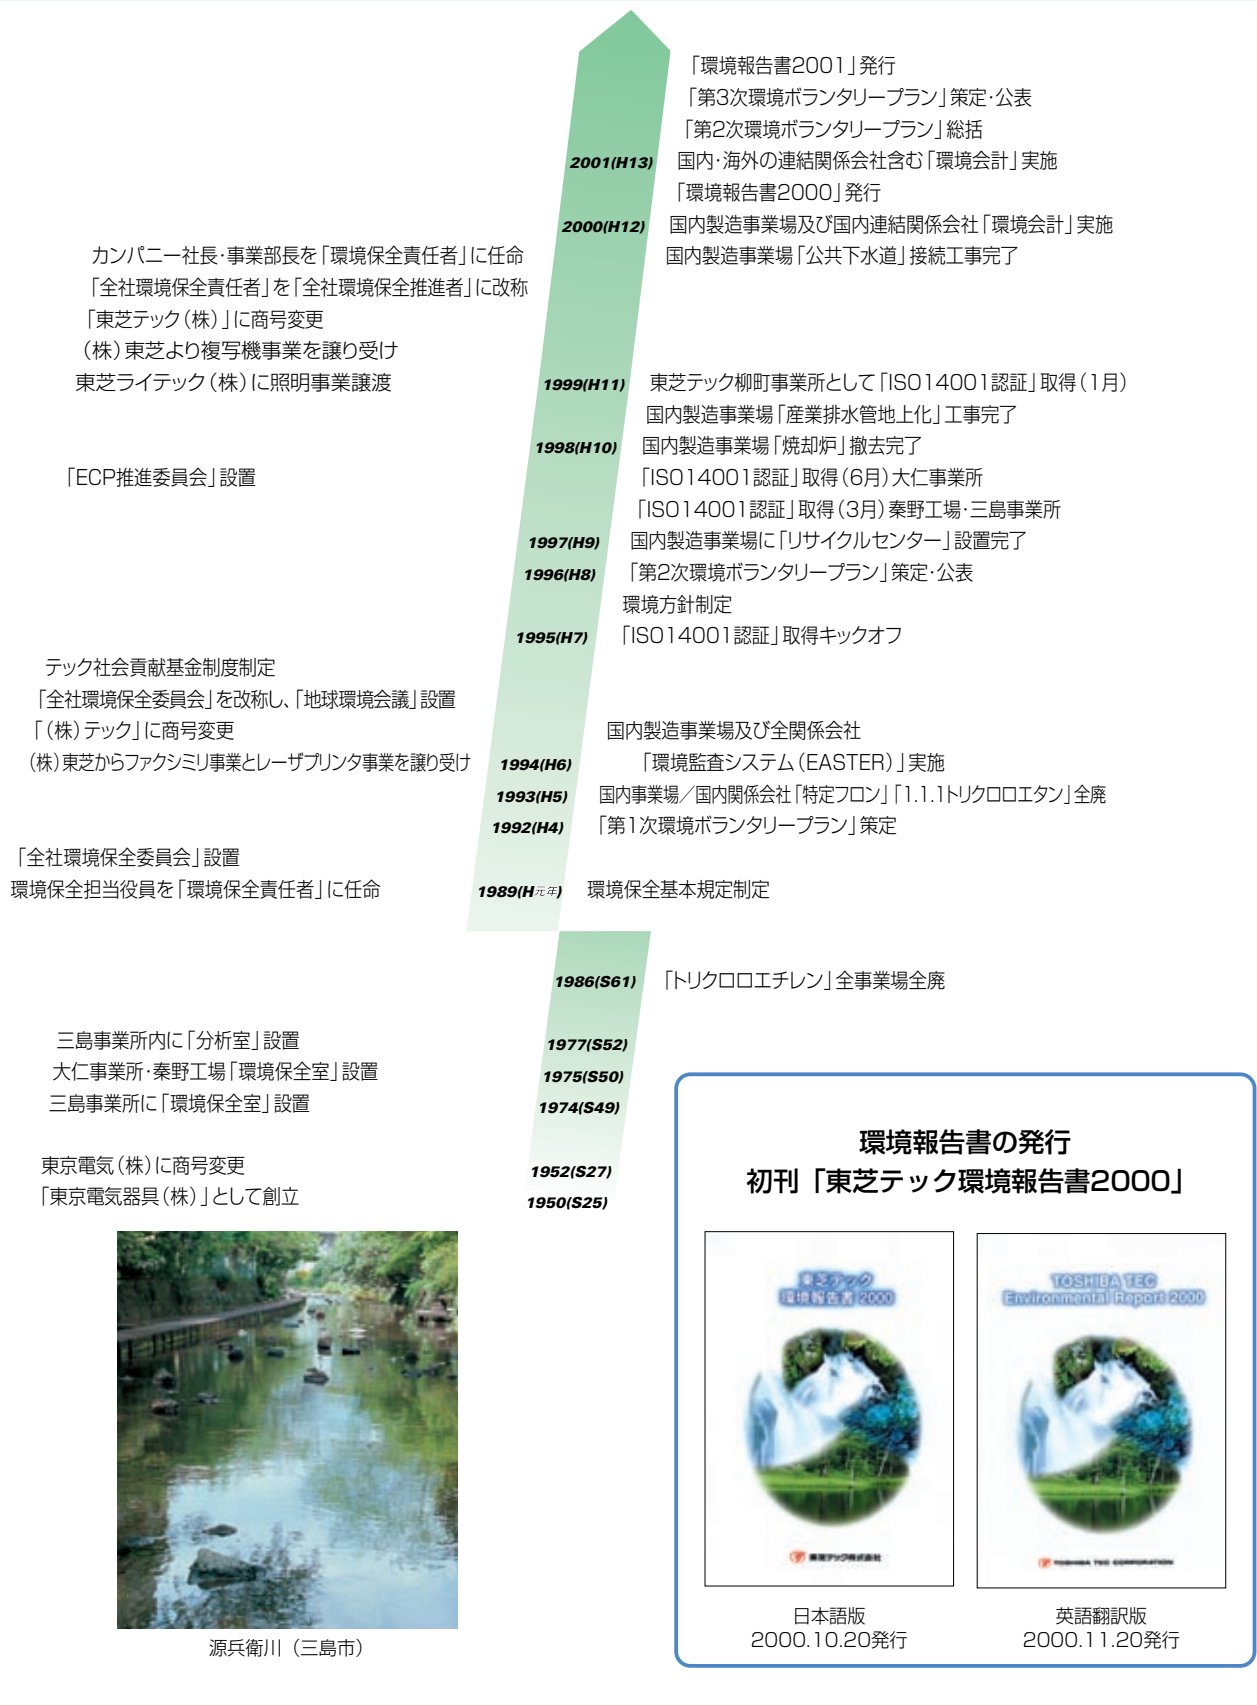 「環境報告書2001」発行
「第3次環境ボランタリープラン」策定・公表
「第2次環境ボランタリープラン」総括
2001(H13) 国内・海外の連結関係会社含む「環境会計」実施
「環境報告書2000」発行
2000(H12) 国内製造事業場及び国内連結関係会社「環境会計」実施
カンパニー社長・事業部長を「環境保全責任者」に任命 国内製造事業場「公共下水道」接続工事完了
「全社環境保全責任者」を「全社環境保全推進者」に改称
「東芝テック(株)」に商号変更
(株)東芝より複写機事業を譲り受け
東芝ライテック(株)に照明事業譲渡 1999(H11) 東芝テック柳町事業所として「ISO14001認証」取得(1月)
国内製造事業場「産業排水管地上化」工事完了
1998(H10) 国内製造事業場「焼却炉」撤去完了
「ECP推進委員会」設置 「ISO14001認証」取得(6月)大仁事業所
「ISO14001認証」取得(3月)秦野工場・三島事業所
1997(H9) 国内製造事業場に「リサイクルセンター」設置完了
1996(H8) 「第2次環境ボランタリープラン」策定・公表
環境方針制定
1995(H7) 「ISO14001認証」取得キックオフ
テック社会貢献基金制度制定
「全社環境保全委員会」を改称し、「地球環境会議」設置
「(株)テック」に商号変更 国内製造事業場及び全関係会社
(株)東芝からファクシミリ事業とレーザプリンタ事業を譲り受け 1994(H6) 「環境監査システム(EASTER)」実施
1993(H5) 国内事業場／国内関係会社「特定フロン」「1.1.1トリクロロエタン」全廃
1992(H4) 「第1次環境ボランタリープラン」策定
「全社環境保全委員会」設置
環境保全担当役員を「環境保全責任者」に任命 1989(H元年) 環境保全基本規定制定
1986(S61) 「トリクロロエチレン」全事業場全廃
三島事業所内に「分析室」設置 1977(S52)
大仁事業所・秦野工場「環境保全室」設置 1975(S50)
三島事業所に「環境保全室」設置 1974(S49)
東京電気(株)に商号変更 1952(S27)
「東京電気器具(株)」として創立 1950(S25)
源兵衛川（三島市）
環境報告書の発行
初刊「東芝テック環境報告書2000」
東芝テック
環境報告書 2000
東芝テック株式会社
TOSHIBA TEC
Environmental Report 2000
TOSHIBA TEC CORPORATION
日本語版
2000.10.20発行
英語翻訳版
2000.11.20発行